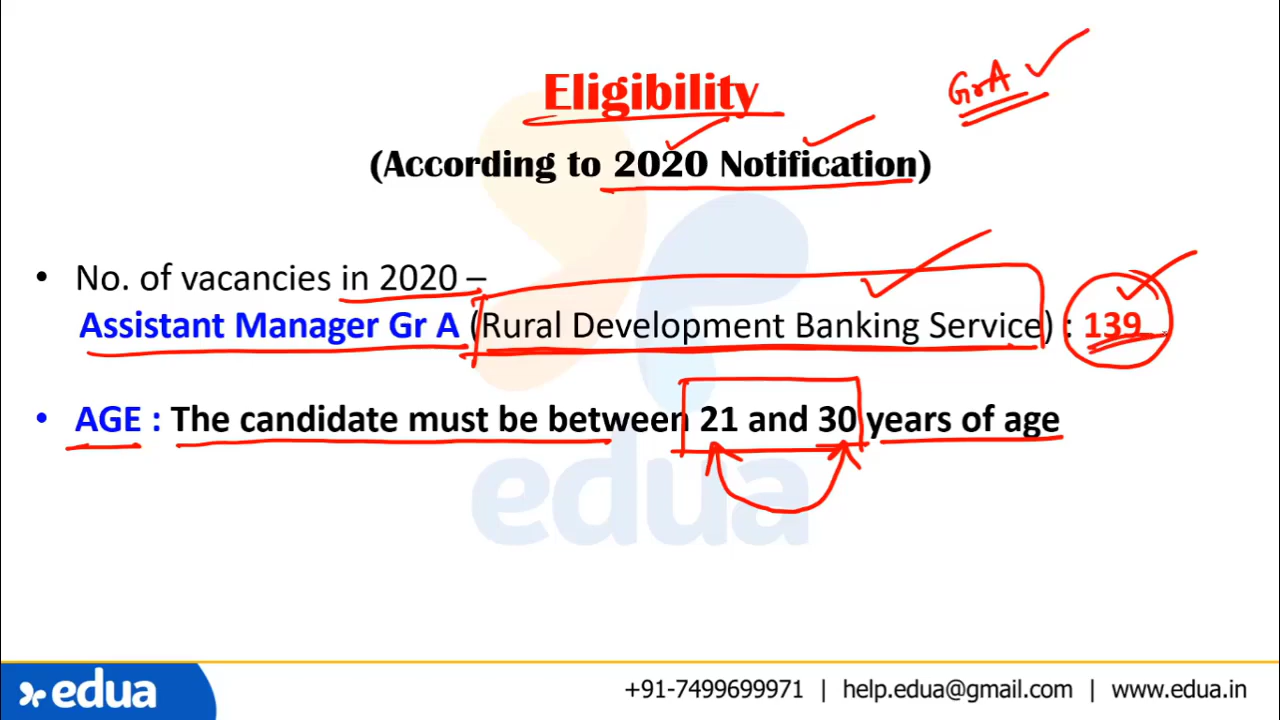 Eligibility
Gr A
(According to 2020 Notification)
• No. of vacancies in 2020 –
Assistant Manager Gr A (Rural Development Banking Service) : 139
• AGE : The candidate must be between 21 and 30 years of age
edua
edua
+91-7499699971 | help.edua@gmail.com | www.edua.in